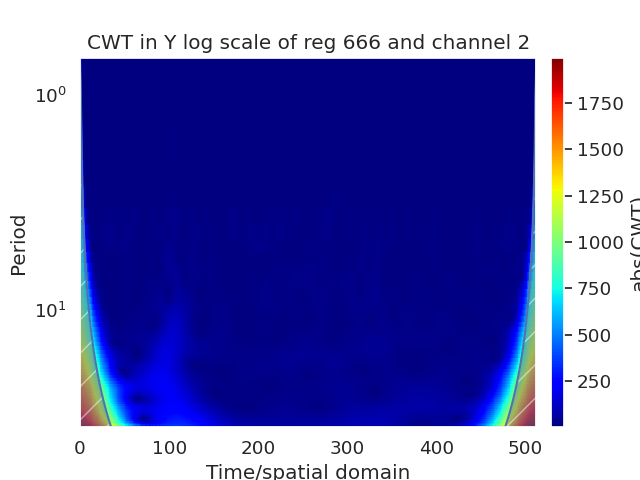 CWT in Y log scale of reg 666 and channel 2
Period
10⁰
10¹
0 100 200 300 400 500
Time/spatial domain
1750
1500
1250
1000
750
500
250
abs(CWT)